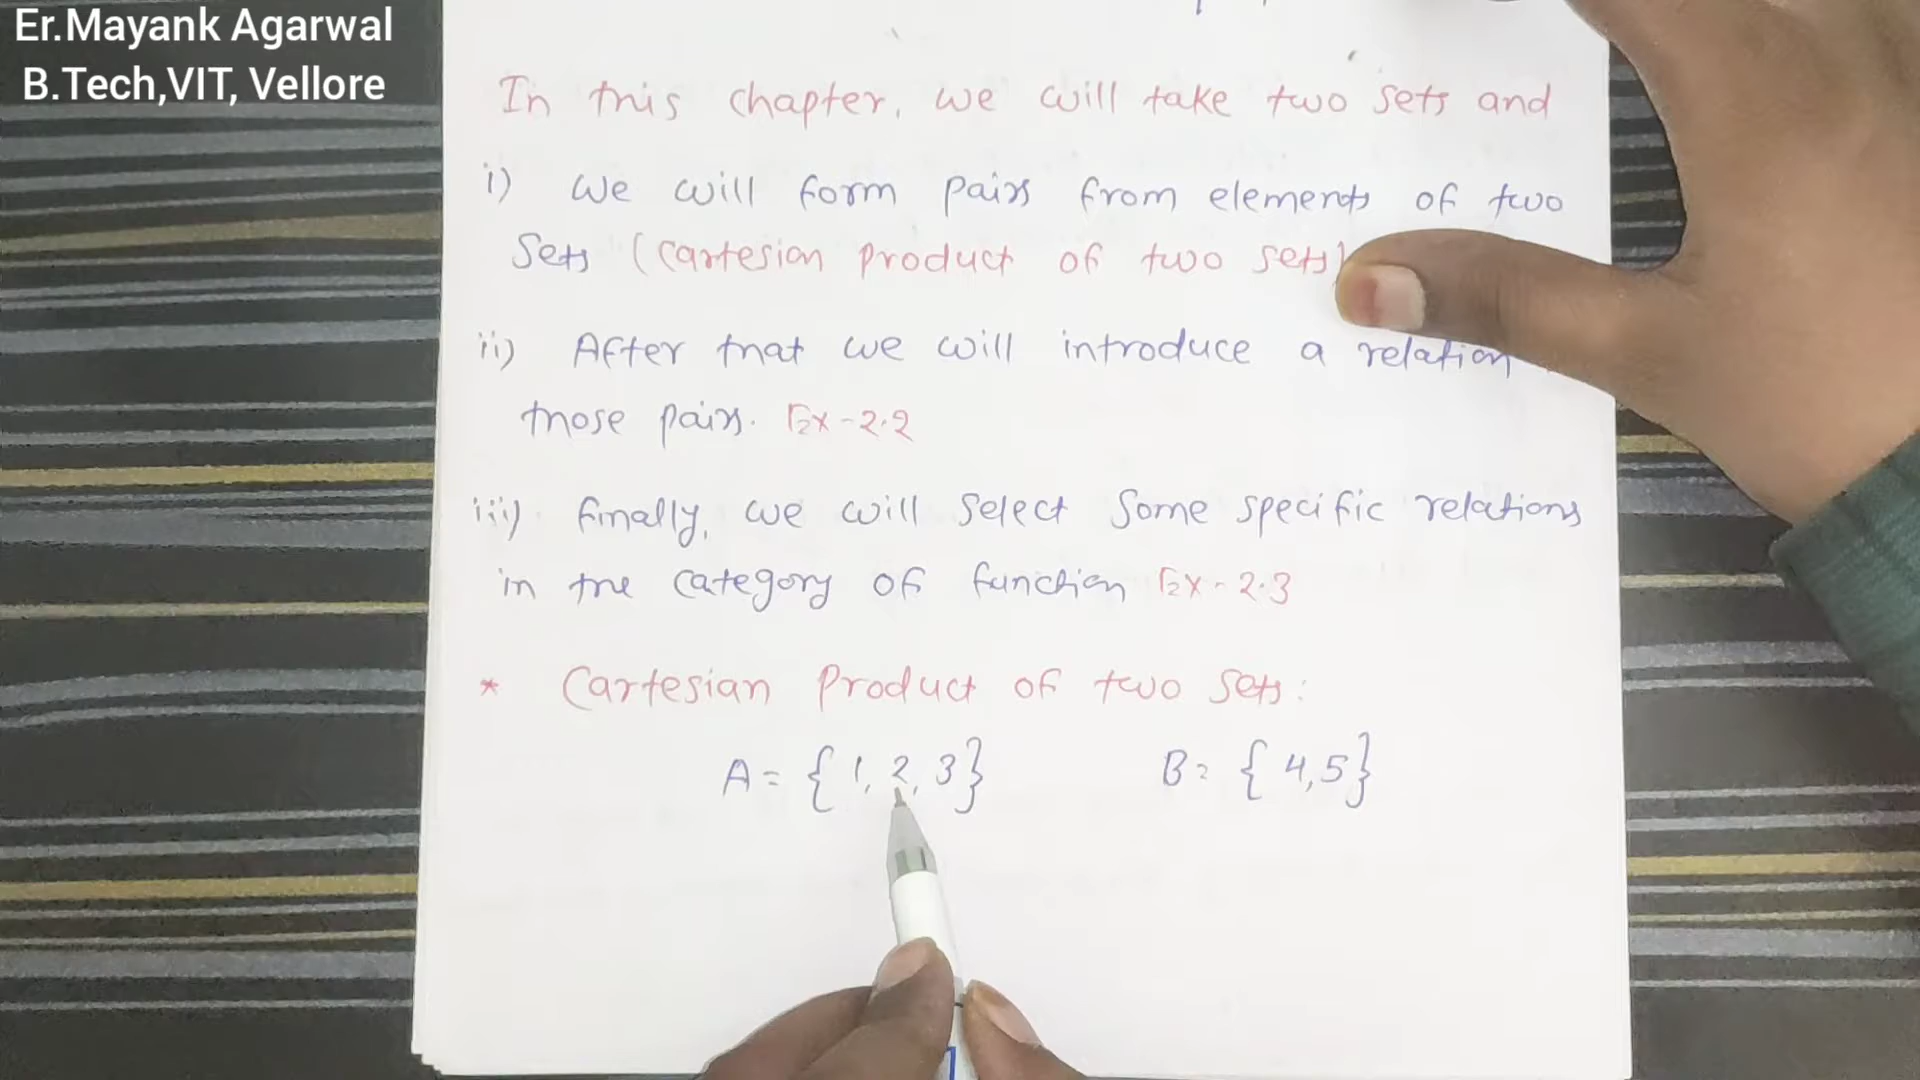 Er.Mayank Agarwal
B.Tech,VIT, Vellore
In this chapter, we will take two sets and
i) we will form pairs from elements of two
Sets (Cartesian product of two sets)
ii) After that we will introduce a relation
those pairs. Ex-2.2
iii) finally, we will select some specific relations
in the category of function Ex-2.3
* Cartesian Product of two sets:
A = {1, 2, 3} B = {4,5}